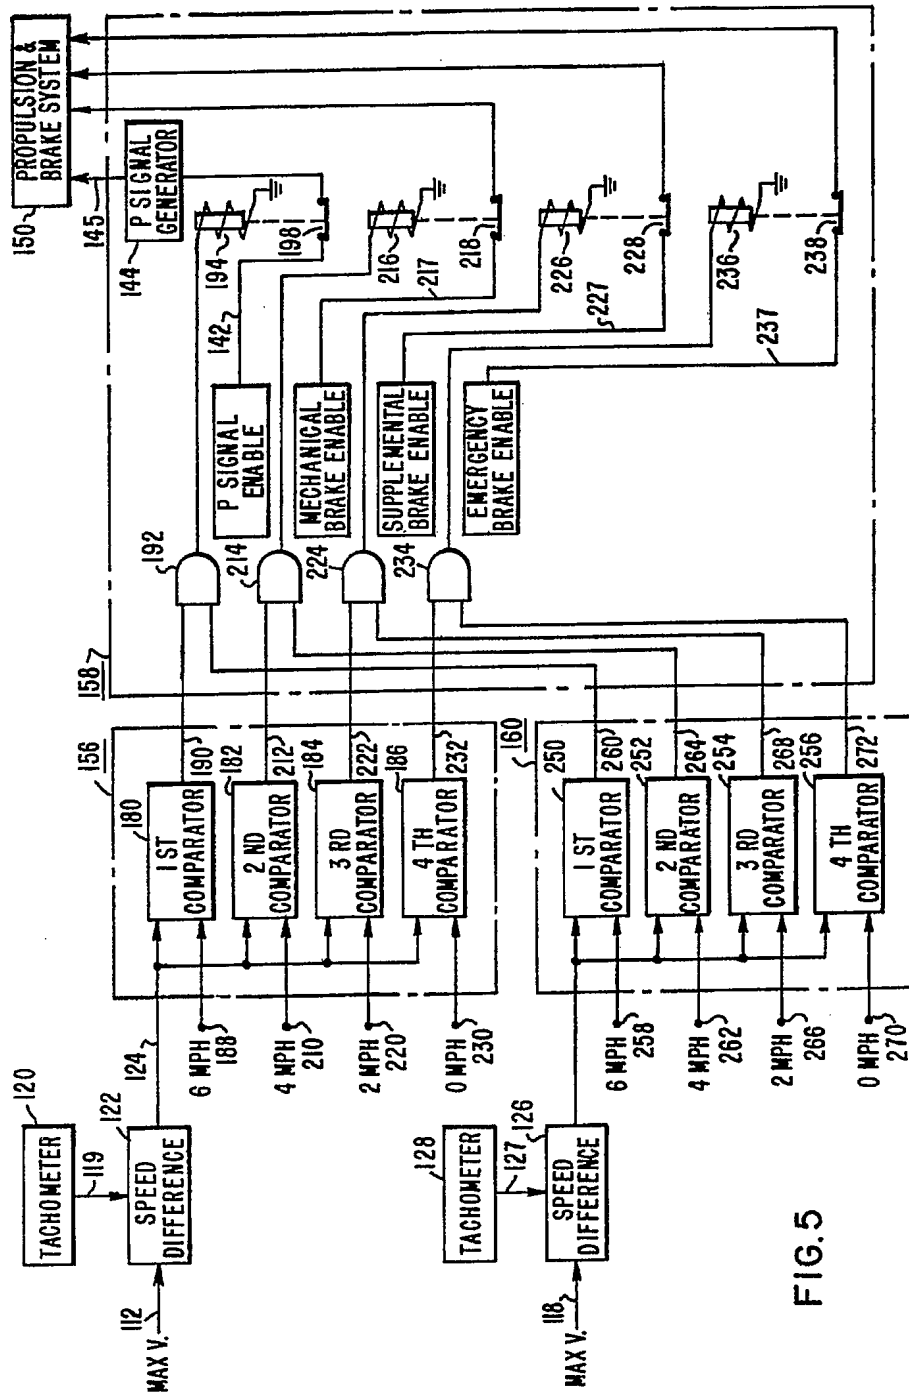 MAX V.
112
TACHOMETER
120
119
SPEED
DIFFERENCE
122
124
6 MPH
188
4 MPH
210
2 MPH
220
0 MPH
230
156
180
1 ST
COMPARATOR
190
182
2 ND
COMPARATOR
212
184
3 RD
COMPARATOR
222
186
4 TH
COMPARATOR
232
MAX V.
118
TACHOMETER
128
127
SPEED
DIFFERENCE
126
6 MPH
258
4 MPH
262
2 MPH
266
0 MPH
270
160
250
1 ST
COMPARATOR
260
252
2 ND
COMPARATOR
264
254
3 RD
COMPARATOR
268
256
4 TH
COMPARATOR
272
158
192
214
224
234
P SIGNAL
ENABLE
142
MECHANICAL
BRAKE ENABLE
217
SUPPLEMENTAL
BRAKE ENABLE
227
EMERGENCY
BRAKE ENABLE
237
194
198
216
218
226
228
236
238
144
P SIGNAL
GENERATOR
145
150
PROPULSION &
BRAKE SYSTEM
FIG. 5